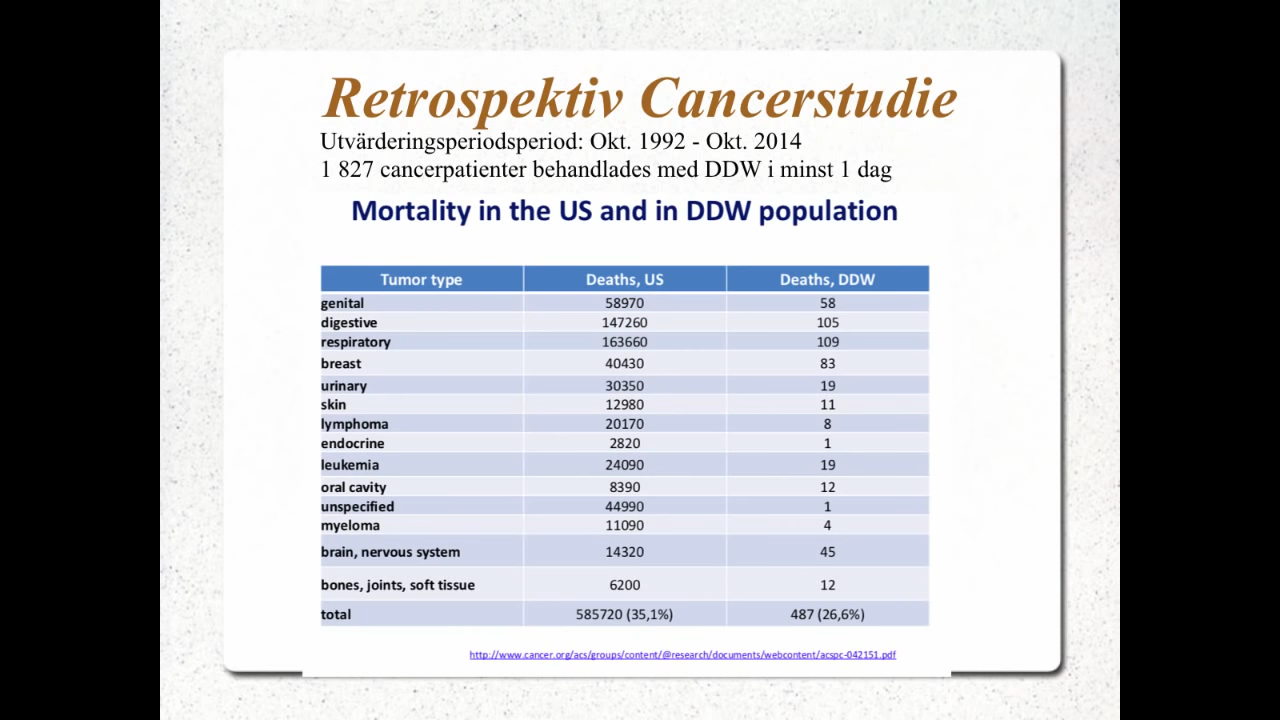 Retrospektiv Cancerstudie
Utvärderingsperiodsperiod: Okt. 1992 - Okt. 2014
1 827 cancerpatienter behandlades med DDW i minst 1 dag
Mortality in the US and in DDW population
Tumor type Deaths, US Deaths, DDW
genital 58970 58
digestive 147260 105
respiratory 163660 109
breast 40430 83
urinary 30350 19
skin 12980 11
lymphoma 20170 8
endocrine 2820 1
leukemia 24090 19
oral cavity 8390 12
unspecified 44990 1
myeloma 11090 4
brain, nervous system 14320 45
bones, joints, soft tissue 6200 12
total 585720 (35,1%) 487 (26,6%)
http://www.cancer.org/acs/groups/content/@research/documents/webcontent/acspc-042151.pdf